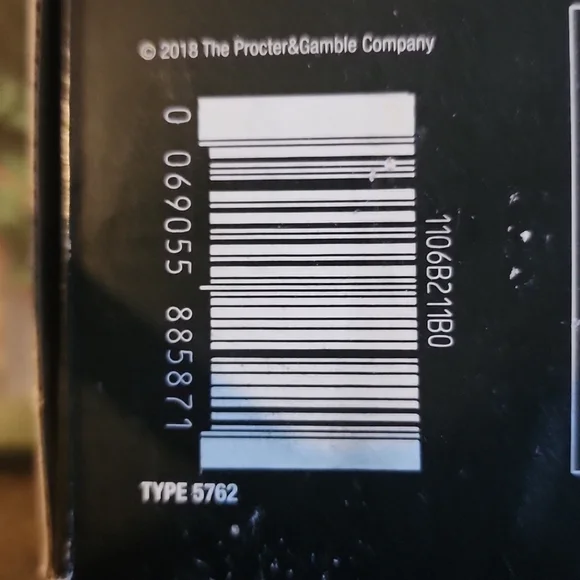 © 2018 The Procter&Gamble Company
0 069055 885871
1106B211B0
TYPE 5762